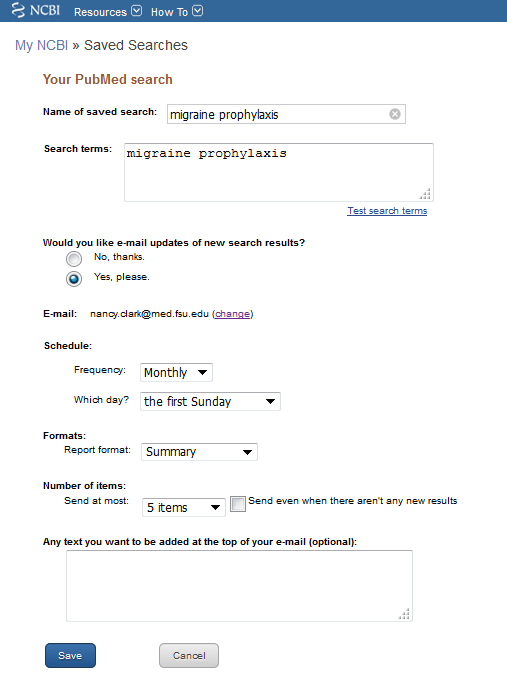 NCBI Resources How To
My NCBI » Saved Searches
Your PubMed search
Name of saved search: migraine prophylaxis
Search terms: migraine prophylaxis
Test search terms
Would you like e-mail updates of new search results?
No, thanks.
Yes, please.
E-mail: nancy.clark@med.fsu.edu (change)
Schedule:
Frequency: Monthly
Which day? the first Sunday
Formats:
Report format: Summary
Number of items:
Send at most: 5 items Send even when there aren't any new results
Any text you want to be added at the top of your e-mail (optional):
Save Cancel